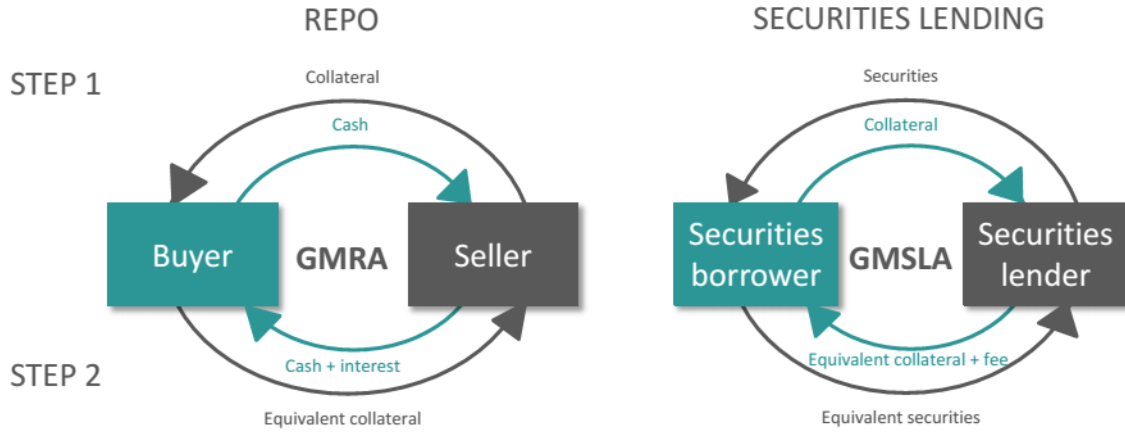 REPO
SECURITIES LENDING
STEP 1
Collateral
Cash
Securities
Collateral
Buyer
GMRA
Seller
Securities
borrower
GMSLA
Securities
lender
STEP 2
Cash + interest
Equivalent collateral
Equivalent collateral + fee
Equivalent securities